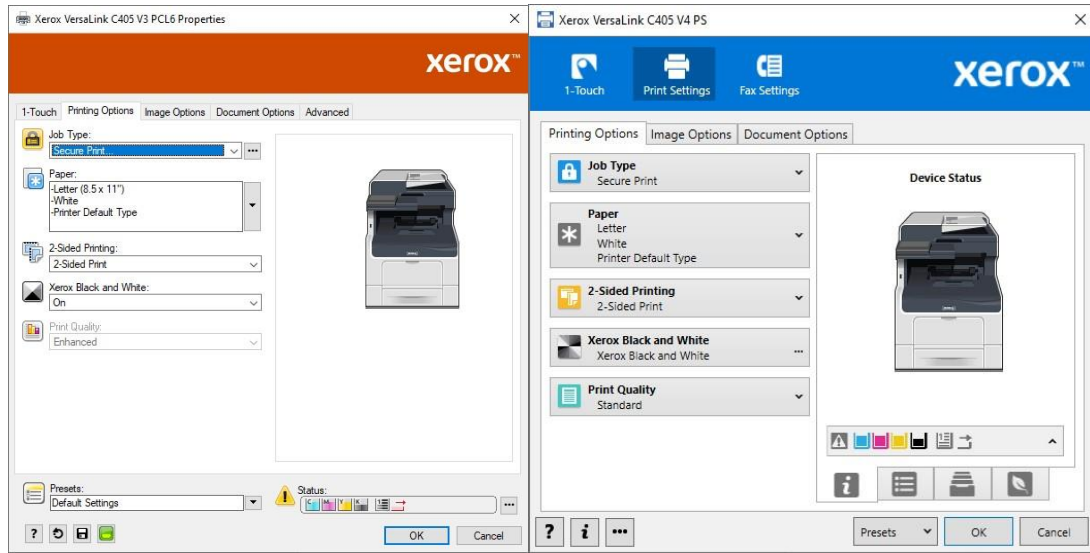 Xerox VersaLink C405 V3 PCL6 Properties
xerox™
1-Touch Printing Options Image Options Document Options Advanced
Job Type:
Secure Print...
Paper:
-Letter (8.5 x 11")
-White
-Printer Default Type
2-Sided Printing:
2-Sided Print
Xerox Black and White:
On
Print Quality:
Enhanced
Presets:
Default Settings
Status:
C M Y K 1
OK Cancel
Xerox VersaLink C405 V4 PS
1-Touch Print Settings Fax Settings
xerox™
Printing Options Image Options Document Options
Job Type
Secure Print
Paper
Letter
White
Printer Default Type
2-Sided Printing
2-Sided Print
Xerox Black and White
Xerox Black and White
Print Quality
Standard
Device Status
1
? i
Presets OK Cancel